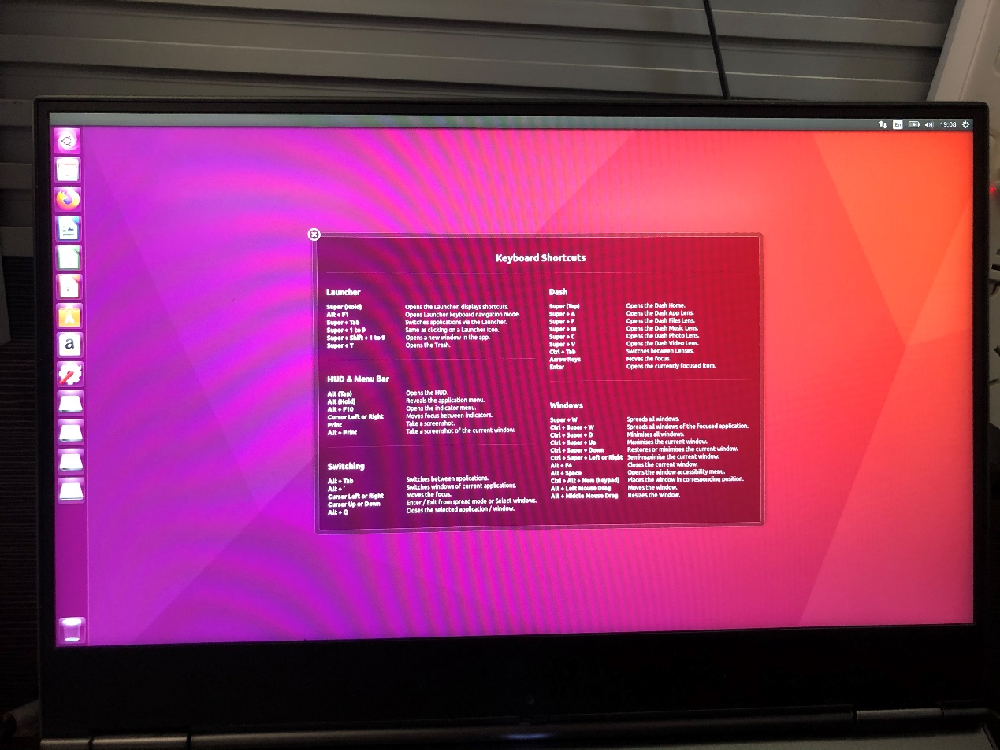 En
19:08
a
Keyboard Shortcuts
Launcher
Super (Hold) Opens the Launcher, displays shortcuts.
Alt + F1 Opens Launcher keyboard navigation mode.
Super + Tab Switches applications via the Launcher.
Super + 1 to 9 Same as clicking on a Launcher icon.
Super + Shift + 1 to 9 Opens a new window in the app.
Super + T Opens the Trash.
HUD & Menu Bar
Alt (Tap) Opens the HUD.
Alt (Hold) Reveals the application menu.
Alt + F10 Opens the indicator menu.
Cursor Left or Right Moves focus between indicators.
Print Take a screenshot.
Alt + Print Take a screenshot of the current window.
Switching
Alt + Tab Switches between applications.
Alt + ` Switches windows of current applications.
Cursor Left or Right Moves the focus.
Cursor Up or Down Enter / Exit from spread mode or Select windows.
Alt + Q Closes the selected application / window.
Dash
Super (Tap) Opens the Dash Home.
Super + A Opens the Dash App Lens.
Super + F Opens the Dash Files Lens.
Super + M Opens the Dash Music Lens.
Super + C Opens the Dash Photo Lens.
Super + V Opens the Dash Video Lens.
Ctrl + Tab Switches between Lenses.
Arrow Keys Moves the focus.
Enter Opens the currently focused item.
Windows
Super + W Spreads all windows.
Ctrl + Super + W Spreads all windows of the focused application.
Ctrl + Super + D Minimises all windows.
Ctrl + Super + Up Maximises the current window.
Ctrl + Super + Down Restores or minimises the current window.
Ctrl + Super + Left or Right Semi-maximise the current window.
Alt + F4 Closes the current window.
Alt + Space Opens the window accessibility menu.
Ctrl + Alt + Num (keypad) Places the window in corresponding position.
Alt + Left Mouse Drag Moves the window.
Alt + Middle Mouse Drag Resizes the window.